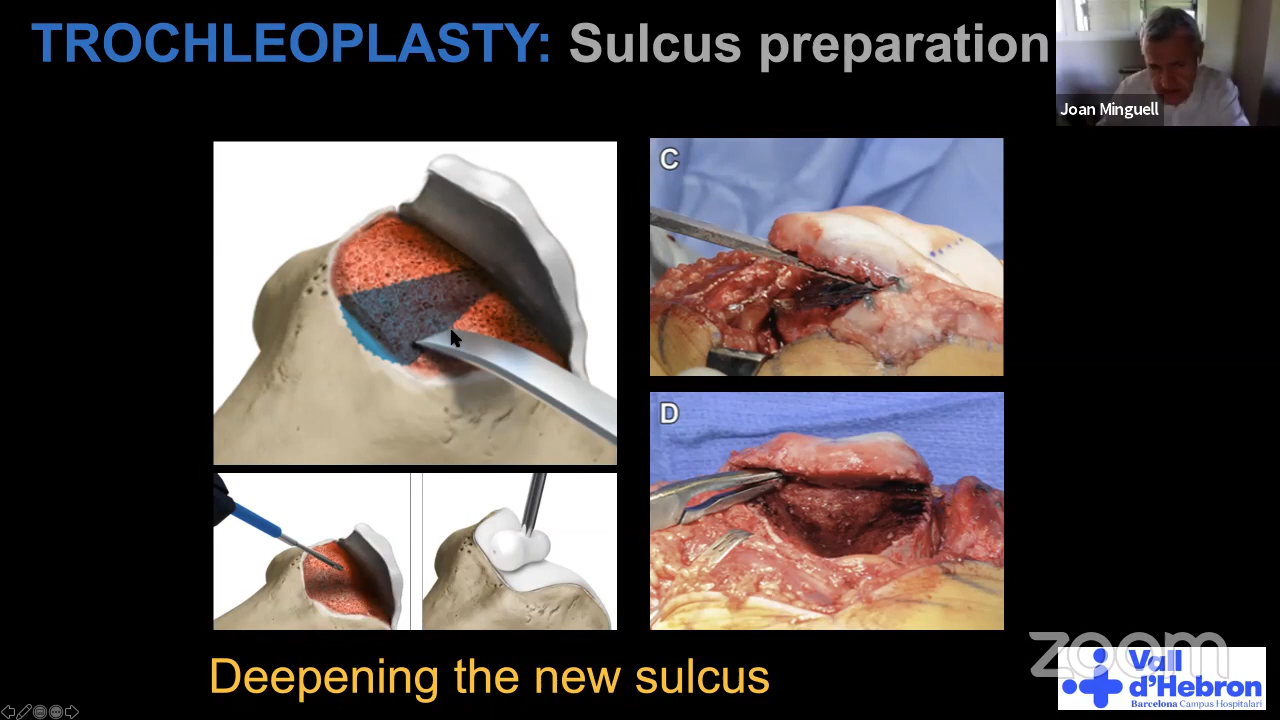 TROCHLEOPLASTY: Sulcus preparation
Joan Minguell
C
D
Deepening the new sulcus
zoom
Vall
d'Hebron
Barcelona Campus Hospitalari